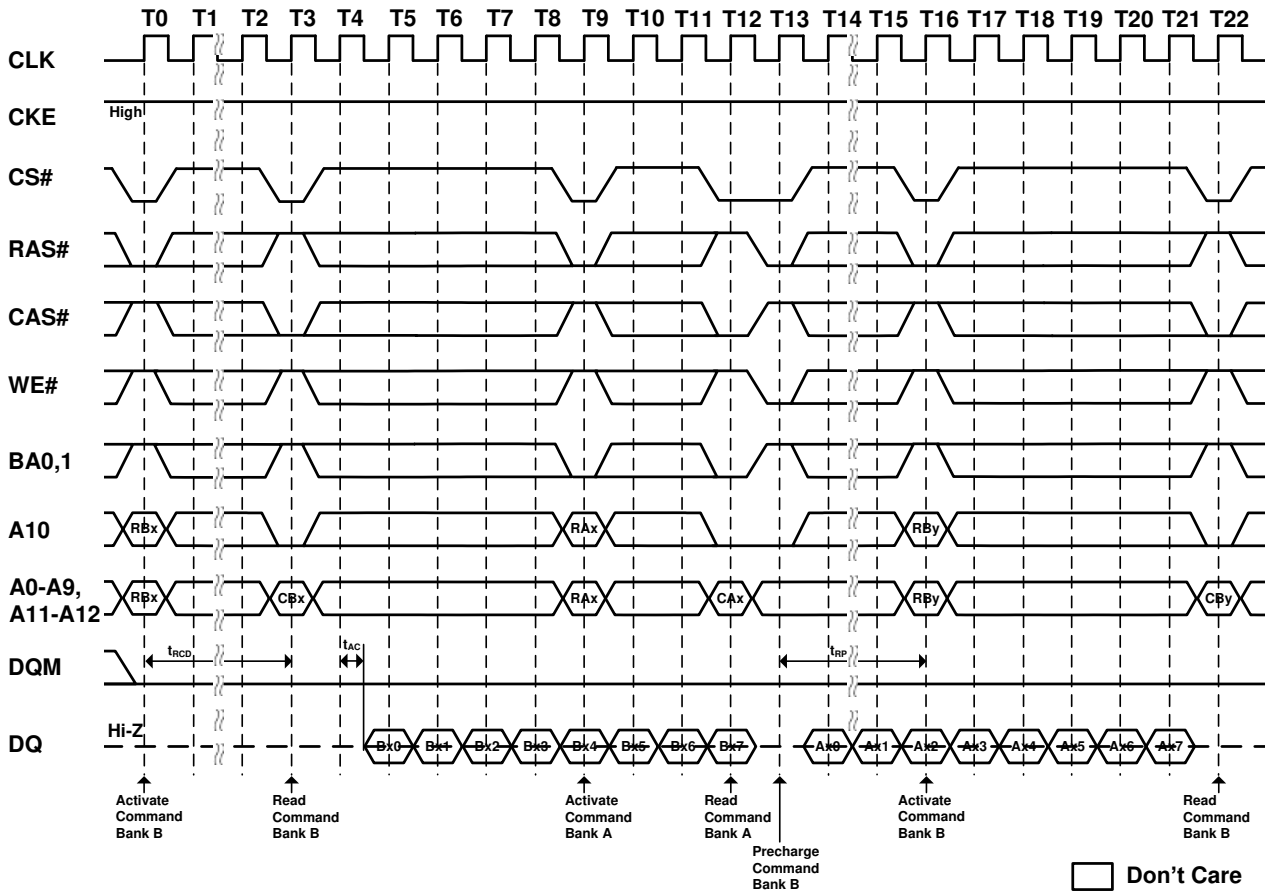 T0 T1 T2 T3 T4 T5 T6 T7 T8 T9 T10 T11 T12 T13 T14 T15 T16 T17 T18 T19 T20 T21 T22
CLK
CKE
High
CS#
RAS#
CAS#
WE#
BA0,1
A10
RBx RAx RBy
A0-A9,
A11-A12
RBx CBx RAx CAx RBy CBy
DQM
tRCD tAC tRP
DQ
Hi-Z
Bx0 Bx1 Bx2 Bx3 Bx4 Bx5 Bx6 Bx7 Ax0 Ax1 Ax2 Ax3 Ax4 Ax5 Ax6 Ax7
Activate
Command
Bank B
Read
Command
Bank B
Activate
Command
Bank A
Read
Command
Bank A
Precharge
Command
Bank B
Activate
Command
Bank B
Read
Command
Bank B
Don't Care